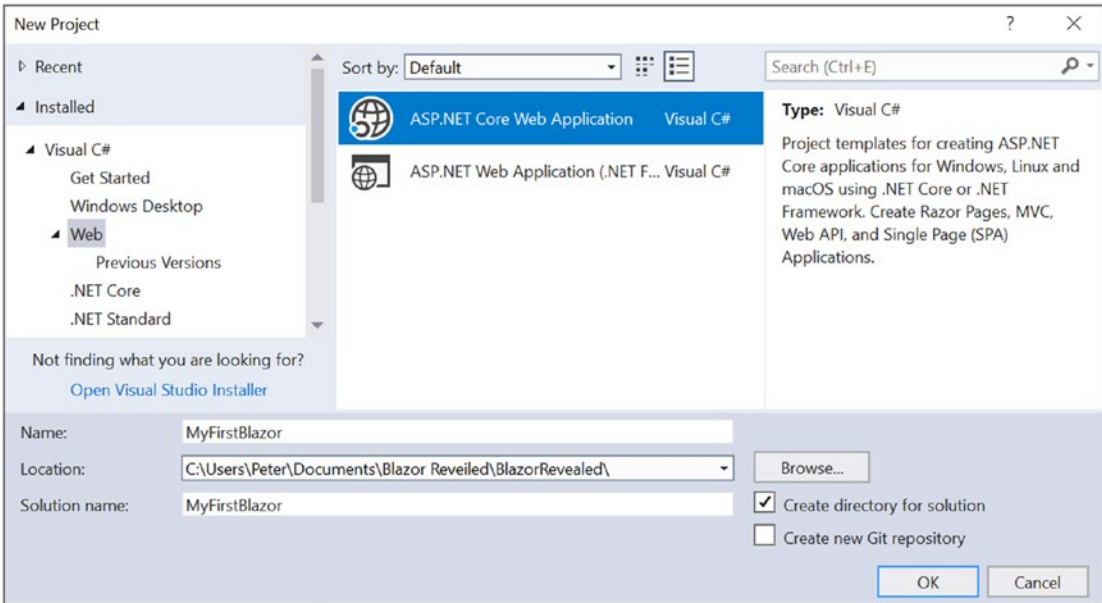 New Project
?
Recent
Installed
Visual C#
Get Started
Windows Desktop
Web
Previous Versions
.NET Core
.NET Standard
Not finding what you are looking for?
Open Visual Studio Installer
Sort by: Default
ASP.NET Core Web Application Visual C#
ASP.NET Web Application (.NET F... Visual C#
Search (Ctrl+E)
Type: Visual C#
Project templates for creating ASP.NET
Core applications for Windows, Linux and
macOS using .NET Core or .NET
Framework. Create Razor Pages, MVC,
Web API, and Single Page (SPA)
Applications.
Name: MyFirstBlazor
Location: C:\Users\Peter\Documents\Blazor Reveiled\BlazorRevealed\
Browse...
Solution name: MyFirstBlazor
Create directory for solution
Create new Git repository
OK Cancel